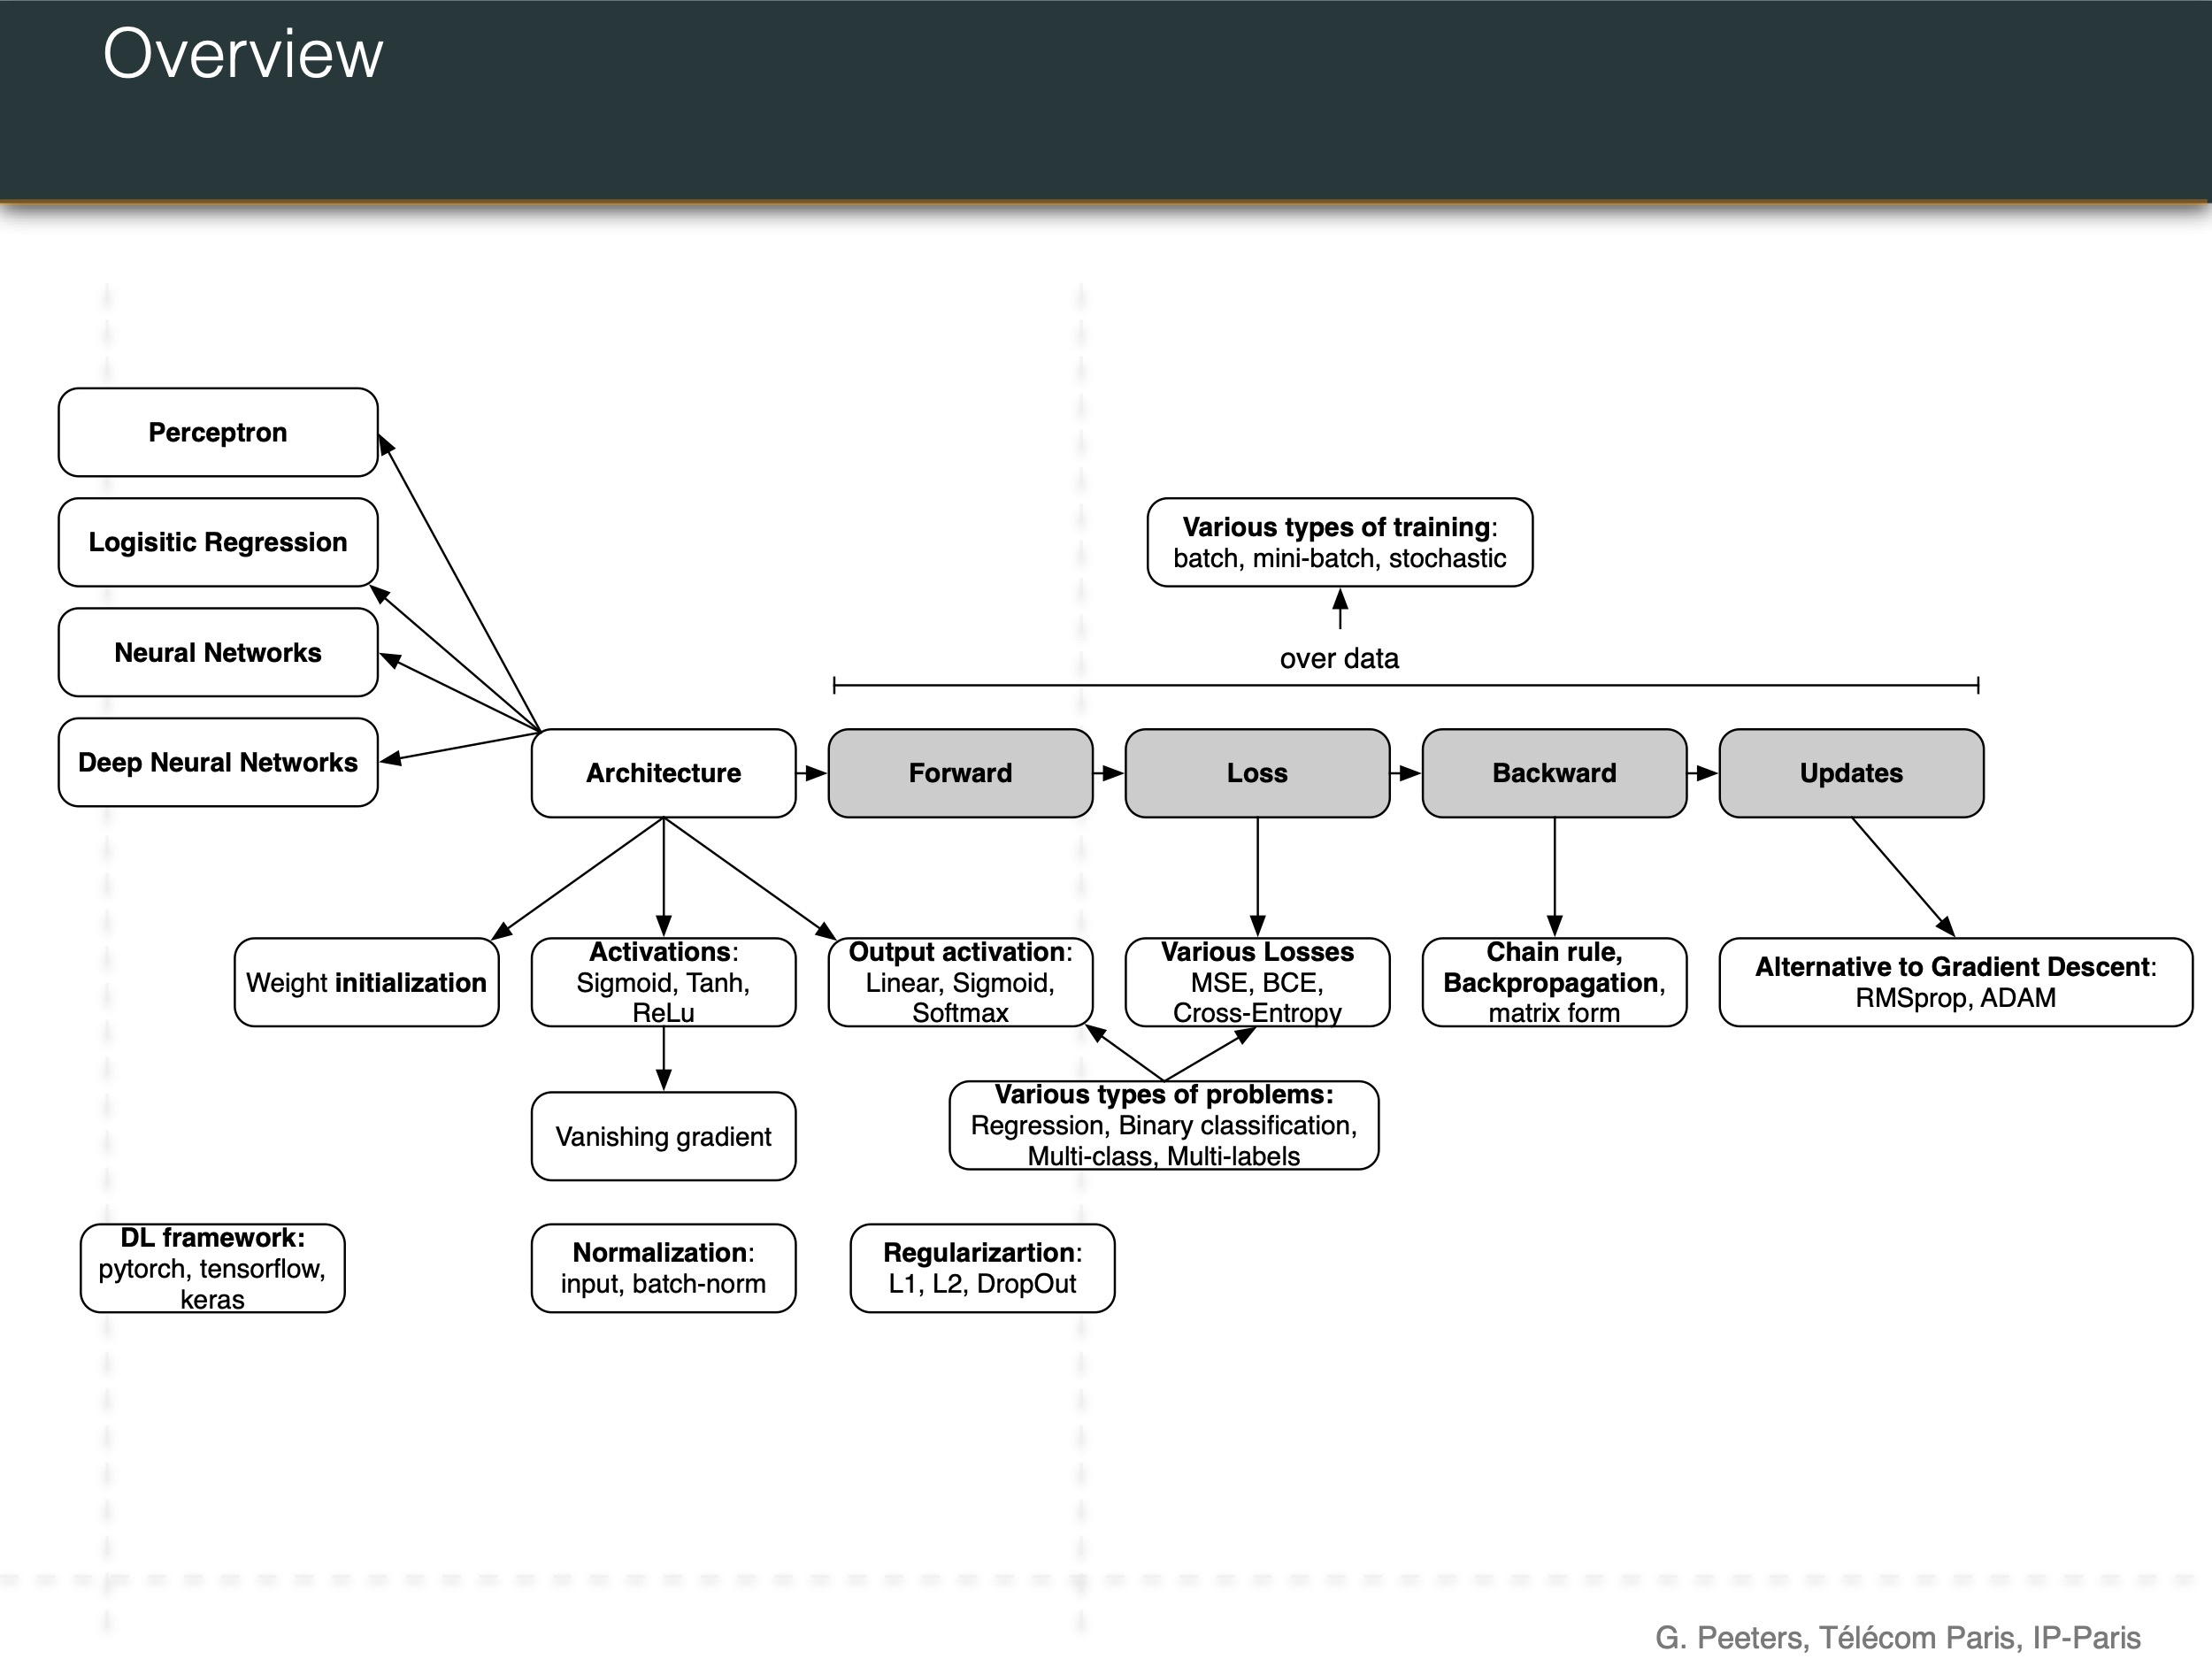 Overview
Perceptron
Logisitic Regression
Neural Networks
Deep Neural Networks
Various types of training:
batch, mini-batch, stochastic
over data
Architecture
Forward
Loss
Backward
Updates
Weight initialization
Activations:
Sigmoid, Tanh,
ReLu
Output activation:
Linear, Sigmoid,
Softmax
Various Losses
MSE, BCE,
Cross-Entropy
Chain rule,
Backpropagation,
matrix form
Alternative to Gradient Descent:
RMSprop, ADAM
Vanishing gradient
Various types of problems:
Regression, Binary classification,
Multi-class, Multi-labels
DL framework:
pytorch, tensorflow,
keras
Normalization:
input, batch-norm
Regularizartion:
L1, L2, DropOut
G. Peeters, Télécom Paris, IP-Paris